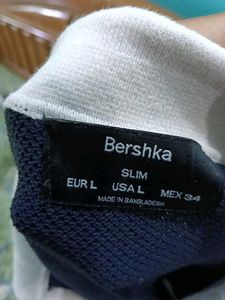 Bershka
SLIM
EUR L USA L MEX 34
MADE IN BANGLADESH